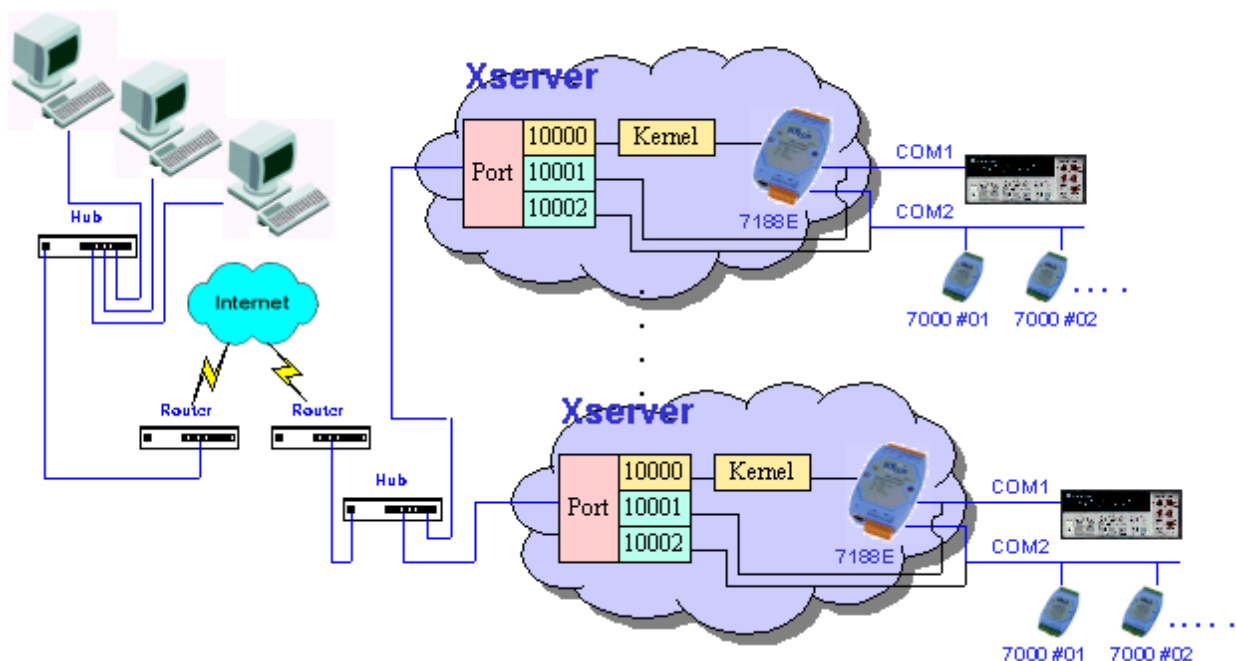 Xserver
Port
10000
10001
10002
Kernel
7188E
COM1
COM2
7000 #01
7000 #02
. . . .
Hub
Internet
Router
Router
Hub
Xserver
Port
10000
10001
10002
Kernel
7188E
COM1
COM2
7000 #01
7000 #02
. . . . .